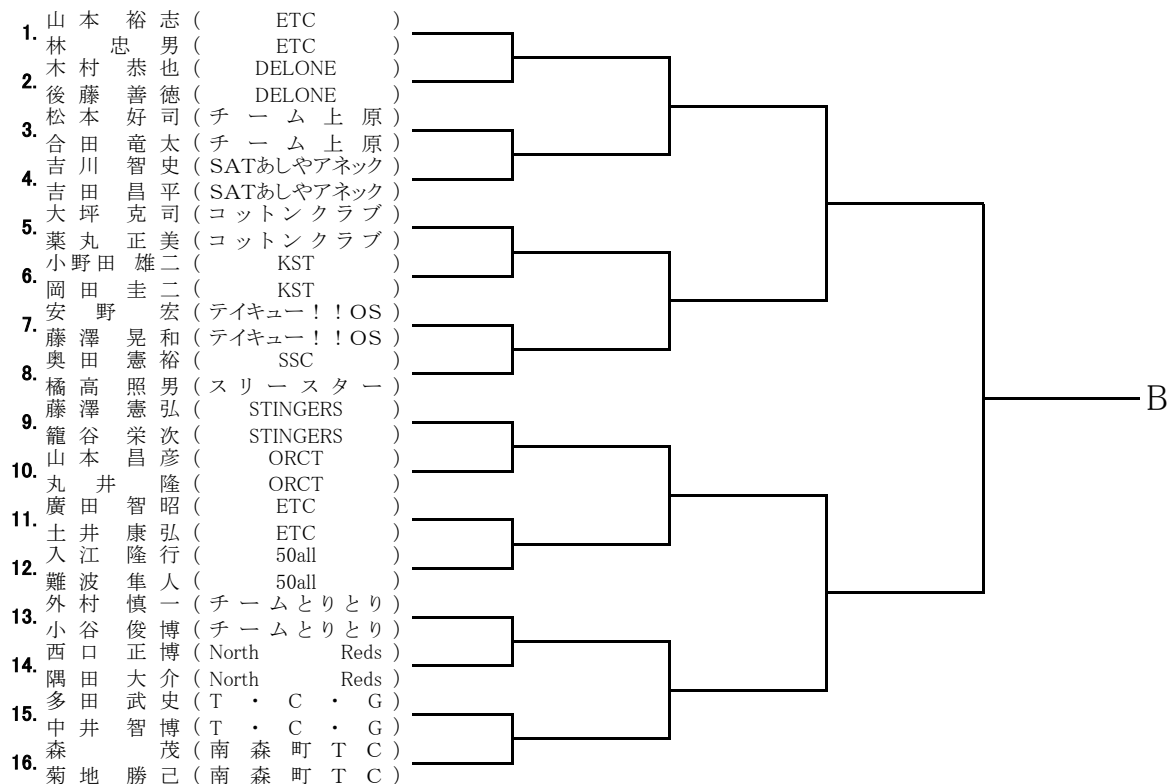 1. 山本 裕志 ( ETC )
林 忠男 ( ETC )
2. 木村 恭也 ( DELONE )
後藤 善徳 ( DELONE )
3. 松本 好司 ( チーム上原 )
合田 竜太 ( チーム上原 )
4. 吉川 智史 ( SATあしやアネック )
吉田 昌平 ( SATあしやアネック )
5. 大坪 克司 ( コットンクラブ )
薬丸 正美 ( コットンクラブ )
6. 小野田 雄二 ( KST )
岡田 圭二 ( KST )
7. 安野 宏 ( テイキュー！！OS )
藤澤 晃和 ( テイキュー！！OS )
8. 奥田 憲裕 ( SSC )
橘高 照男 ( スリースター )
9. 藤澤 憲弘 ( STINGERS )
籠谷 栄次 ( STINGERS )
10. 山本 昌彦 ( ORCT )
丸井 隆 ( ORCT )
11. 廣田 智昭 ( ETC )
土井 康弘 ( ETC )
12. 入江 隆行 ( 50all )
難波 隼人 ( 50all )
13. 外村 慎一 ( チームとりとり )
小谷 俊博 ( チームとりとり )
14. 西口 正博 ( North Reds )
隅田 大介 ( North Reds )
15. 多田 武史 ( T・C・G )
中井 智博 ( T・C・G )
16. 森 茂 ( 南森町TC )
菊地 勝己 ( 南森町TC )
B